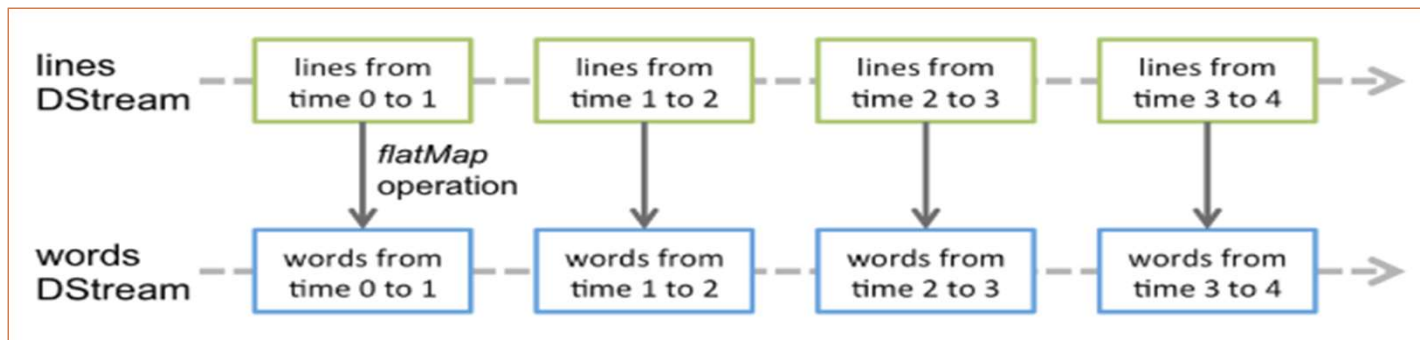 lines
DStream
lines from
time 0 to 1
lines from
time 1 to 2
lines from
time 2 to 3
lines from
time 3 to 4
flatMap
operation
words
DStream
words from
time 0 to 1
words from
time 1 to 2
words from
time 2 to 3
words from
time 3 to 4